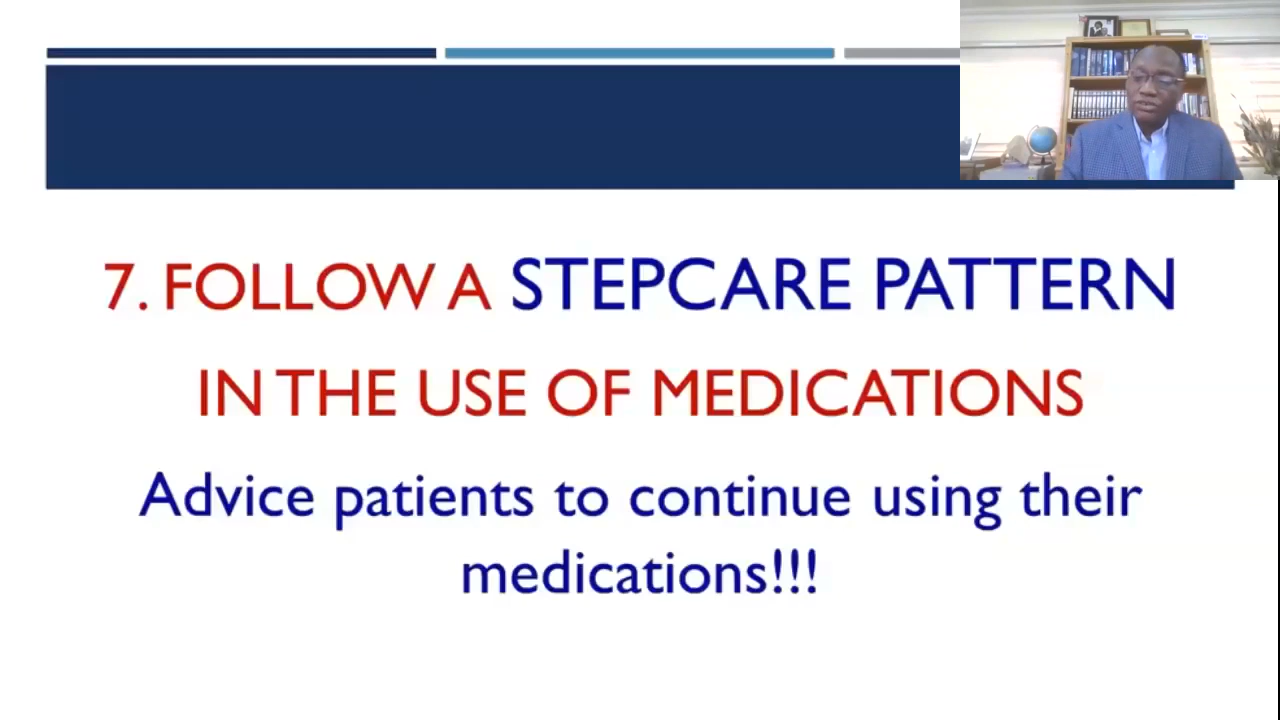 7. FOLLOW A STEPCARE PATTERN
IN THE USE OF MEDICATIONS
Advice patients to continue using their
medications!!!